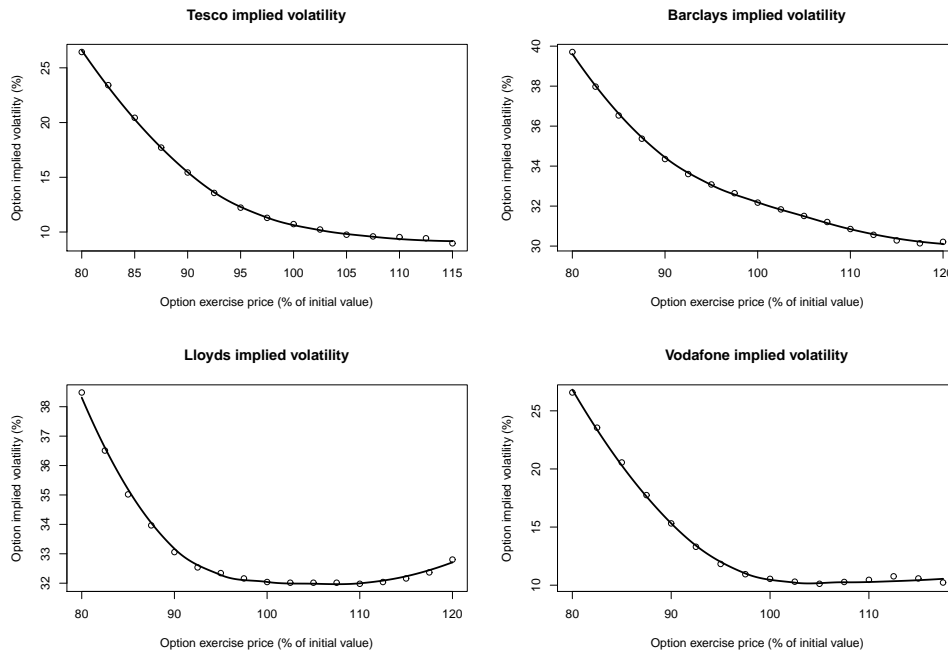 Tesco implied volatility
Option implied volatility (%)
25
20
15
10
80 85 90 95 100 105 110 115
Option exercise price (% of initial value)
Barclays implied volatility
Option implied volatility (%)
40
38
36
34
32
30
80 90 100 110 120
Option exercise price (% of initial value)
Lloyds implied volatility
Option implied volatility (%)
38
37
36
35
34
33
32
80 90 100 110 120
Option exercise price (% of initial value)
Vodafone implied volatility
Option implied volatility (%)
25
20
15
10
80 90 100 110
Option exercise price (% of initial value)